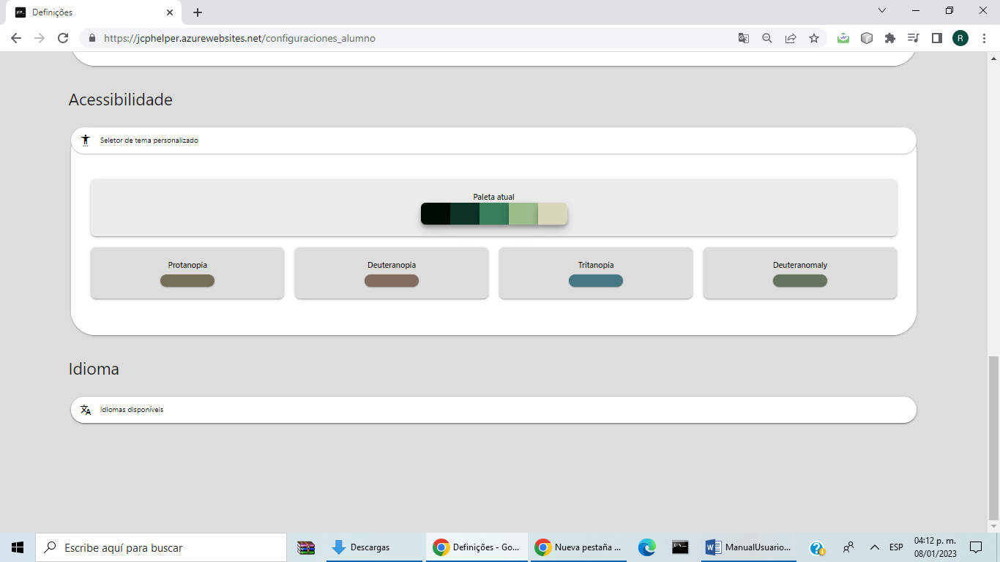 Definições
https://jcphelper.azurewebsites.net/configuraciones_alumno
R
Acessibilidade
Seletor de tema personalizado
Paleta atual
Protanopia
Deuteranopia
Tritanopia
Deuteranomaly
Idioma
Idiomas disponíveis
Escribe aquí para buscar
Descargas
Definições - Go...
Nueva pestaña ...
ManualUsuario...
ESP
04:12 p. m.
08/01/2023